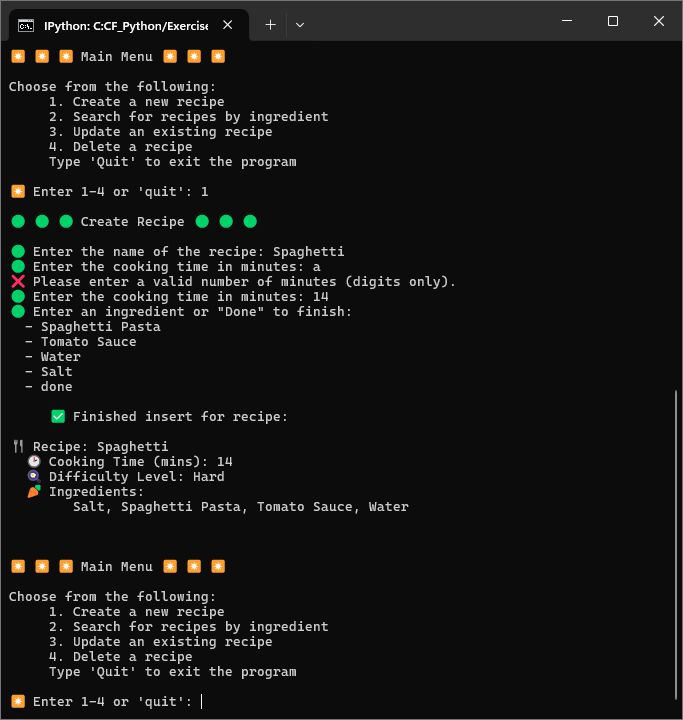 IPython: C:CF_Python/Exercise
✴️ ✴️ ✴️ Main Menu ✴️ ✴️ ✴️
Choose from the following:
1. Create a new recipe
2. Search for recipes by ingredient
3. Update an existing recipe
4. Delete a recipe
Type 'Quit' to exit the program
✴️ Enter 1-4 or 'quit': 1
🟢 🟢 🟢 Create Recipe 🟢 🟢 🟢
🟢 Enter the name of the recipe: Spaghetti
🟢 Enter the cooking time in minutes: a
❌ Please enter a valid number of minutes (digits only).
🟢 Enter the cooking time in minutes: 14
🟢 Enter an ingredient or "Done" to finish:
- Spaghetti Pasta
- Tomato Sauce
- Water
- Salt
- done
✅ Finished insert for recipe:
🍴 Recipe: Spaghetti
🕑 Cooking Time (mins): 14
🍳 Difficulty Level: Hard
🥕 Ingredients:
Salt, Spaghetti Pasta, Tomato Sauce, Water
✴️ ✴️ ✴️ Main Menu ✴️ ✴️ ✴️
Choose from the following:
1. Create a new recipe
2. Search for recipes by ingredient
3. Update an existing recipe
4. Delete a recipe
Type 'Quit' to exit the program
✴️ Enter 1-4 or 'quit':